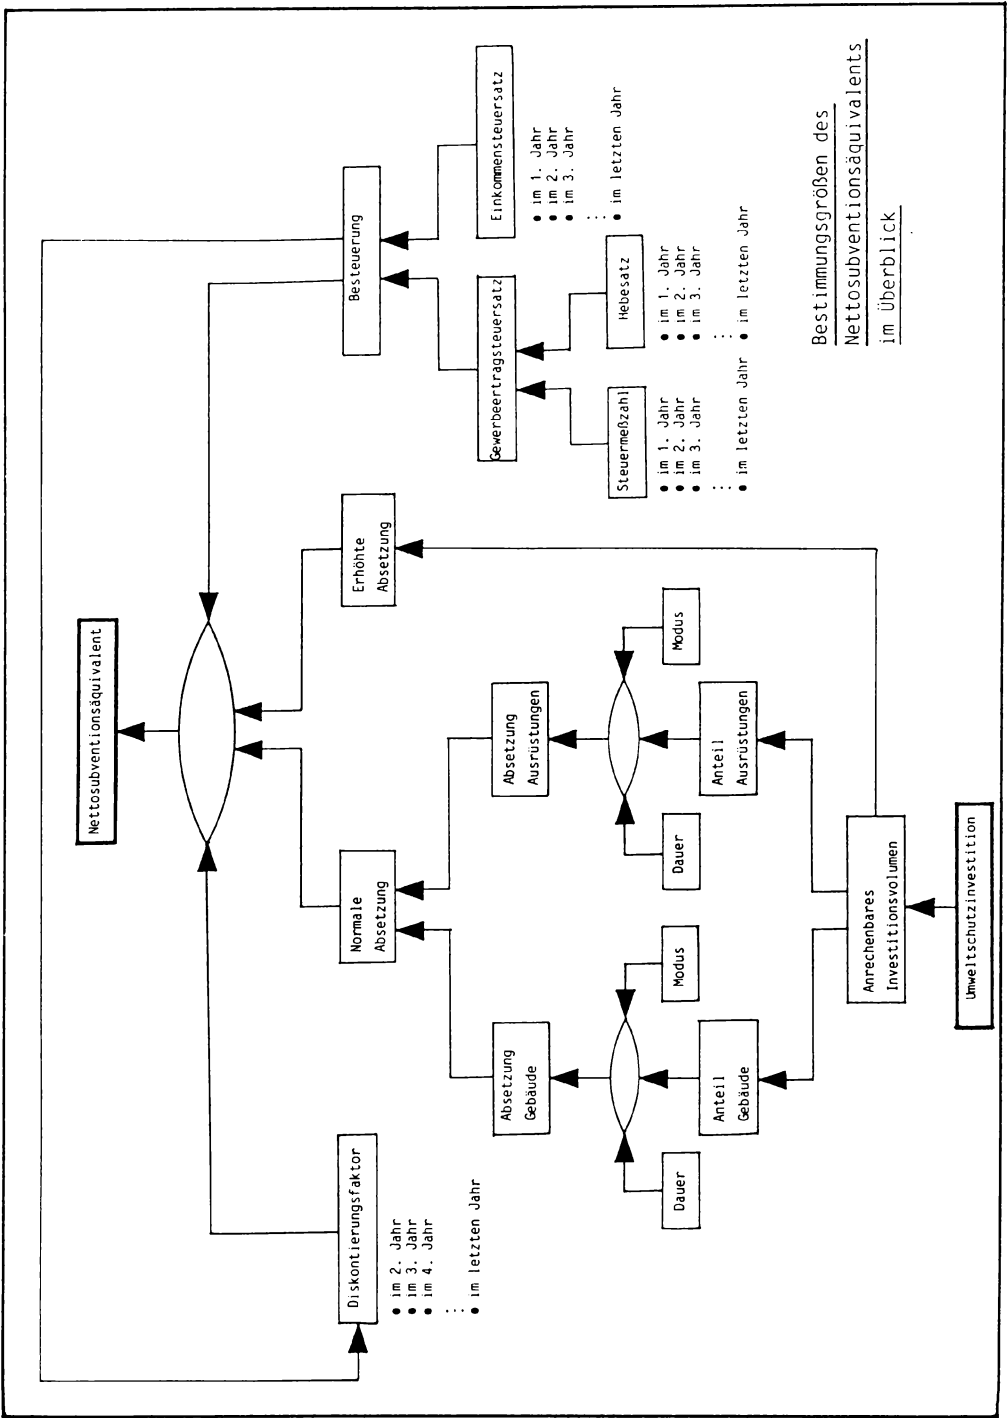 Nettosubventionsäquivalent
Diskontierungsfaktor
● im 2. Jahr
● im 3. Jahr
● im 4. Jahr
:
● im letzten Jahr
Normale
Absetzung
Erhöhte
Absetzung
Besteuerung
Absetzung
Gebäude
Absetzung
Ausrüstungen
Gewerbeertragsteuersatz
Einkommensteuersatz
● im 1. Jahr
● im 2. Jahr
● im 3. Jahr
:
● im letzten Jahr
Dauer
Modus
Dauer
Modus
Steuermeßzahl
● im 1. Jahr
● im 2. Jahr
● im 3. Jahr
:
● im letzten Jahr
Hebesatz
● im 1. Jahr
● im 2. Jahr
● im 3. Jahr
:
● im letzten Jahr
Anteil
Gebäude
Anteil
Ausrüstungen
Anrechenbares
Investitionsvolumen
Umweltschutzinvestition
Bestimmungsgrößen des
Nettosubventionsäquivalents
im Überblick